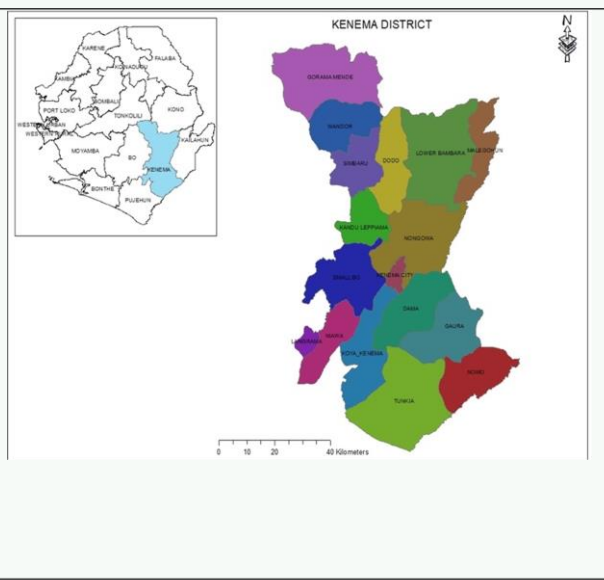 KENEMA DISTRICT
N
KARENE
FALABA
KOINADUGU
KAMBIA
BOMBALI
PORT LOKO
KONO
TONKOLILI
WESTERN URBAN
WESTERN RURAL
KAILAHUN
MOYAMBA
BO
KENEMA
BONTHE
PUJEHUN
GORAMA MENDE
WANDOR
SIMBARU
DODO
LOWER BAMBARA
MALEGOHUN
KANDU LEPPIAMA
NONGOWA
KENEMA CITY
SMALL BO
DAMA
GAURA
NIAWA
LANGRAMA
KOYA_KENEMA
NOMO
TUNKIA
0 10 20 40 Kilometers